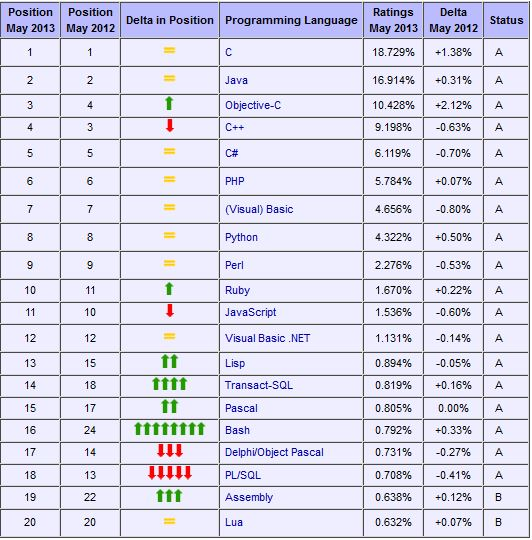 Position May 2013 Position May 2012 Delta in Position Programming Language Ratings May 2013 Delta May 2012 Status
1 1 = C 18.729% +1.38% A
2 2 = Java 16.914% +0.31% A
3 4 Objective-C 10.428% +2.12% A
4 3 C++ 9.198% -0.63% A
5 5 = C# 6.119% -0.70% A
6 6 = PHP 5.784% +0.07% A
7 7 = (Visual) Basic 4.656% -0.80% A
8 8 = Python 4.322% +0.50% A
9 9 = Perl 2.276% -0.53% A
10 11 Ruby 1.670% +0.22% A
11 10 JavaScript 1.536% -0.60% A
12 12 = Visual Basic .NET 1.131% -0.14% A
13 15 Lisp 0.894% -0.05% A
14 18 Transact-SQL 0.819% +0.16% A
15 17 Pascal 0.805% 0.00% A
16 24 Bash 0.792% +0.33% A
17 14 Delphi/Object Pascal 0.731% -0.27% A
18 13 PL/SQL 0.708% -0.41% A
19 22 Assembly 0.638% +0.12% B
20 20 = Lua 0.632% +0.07% B